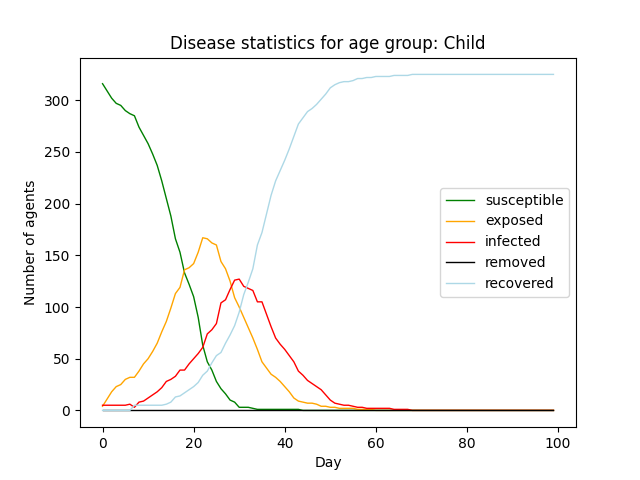 Disease statistics for age group: Child
Number of agents
300
250
200
150
100
50
0
susceptible
exposed
infected
removed
recovered
0 20 40 60 80 100
Day